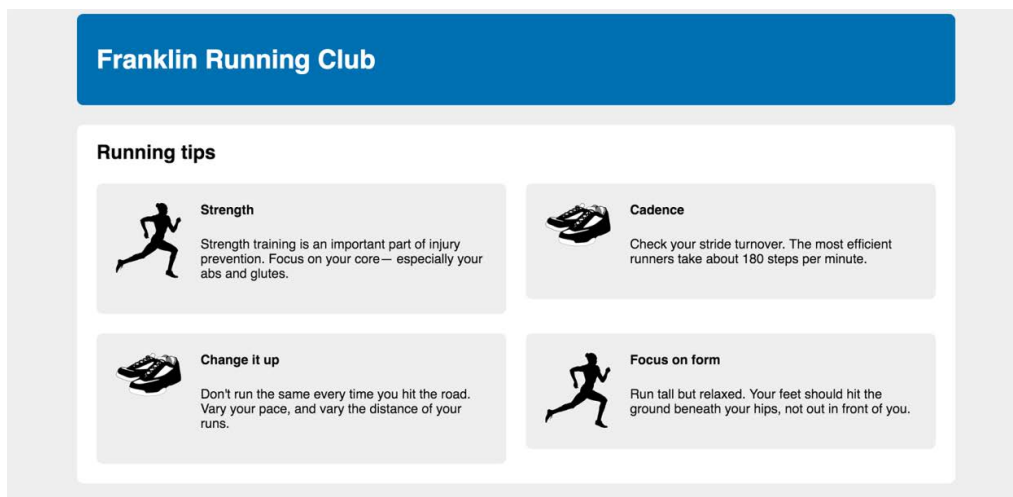 Franklin Running Club
Running tips
Strength
Strength training is an important part of injury
prevention. Focus on your core— especially your
abs and glutes.
Cadence
Check your stride turnover. The most efficient
runners take about 180 steps per minute.
Change it up
Don't run the same every time you hit the road.
Vary your pace, and vary the distance of your
runs.
Focus on form
Run tall but relaxed. Your feet should hit the
ground beneath your hips, not out in front of you.